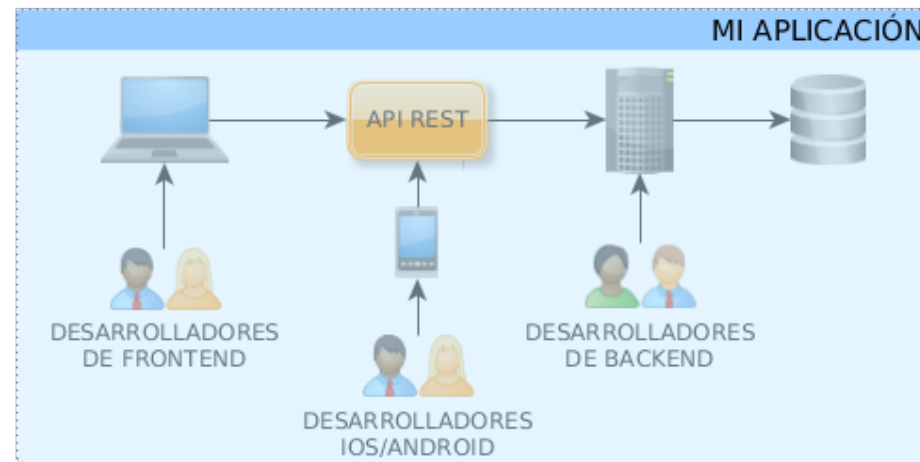 MI APLICACIÓN
API REST
DESARROLLADORES
DE FRONTEND
DESARROLLADORES
DE BACKEND
DESARROLLADORES
IOS/ANDROID